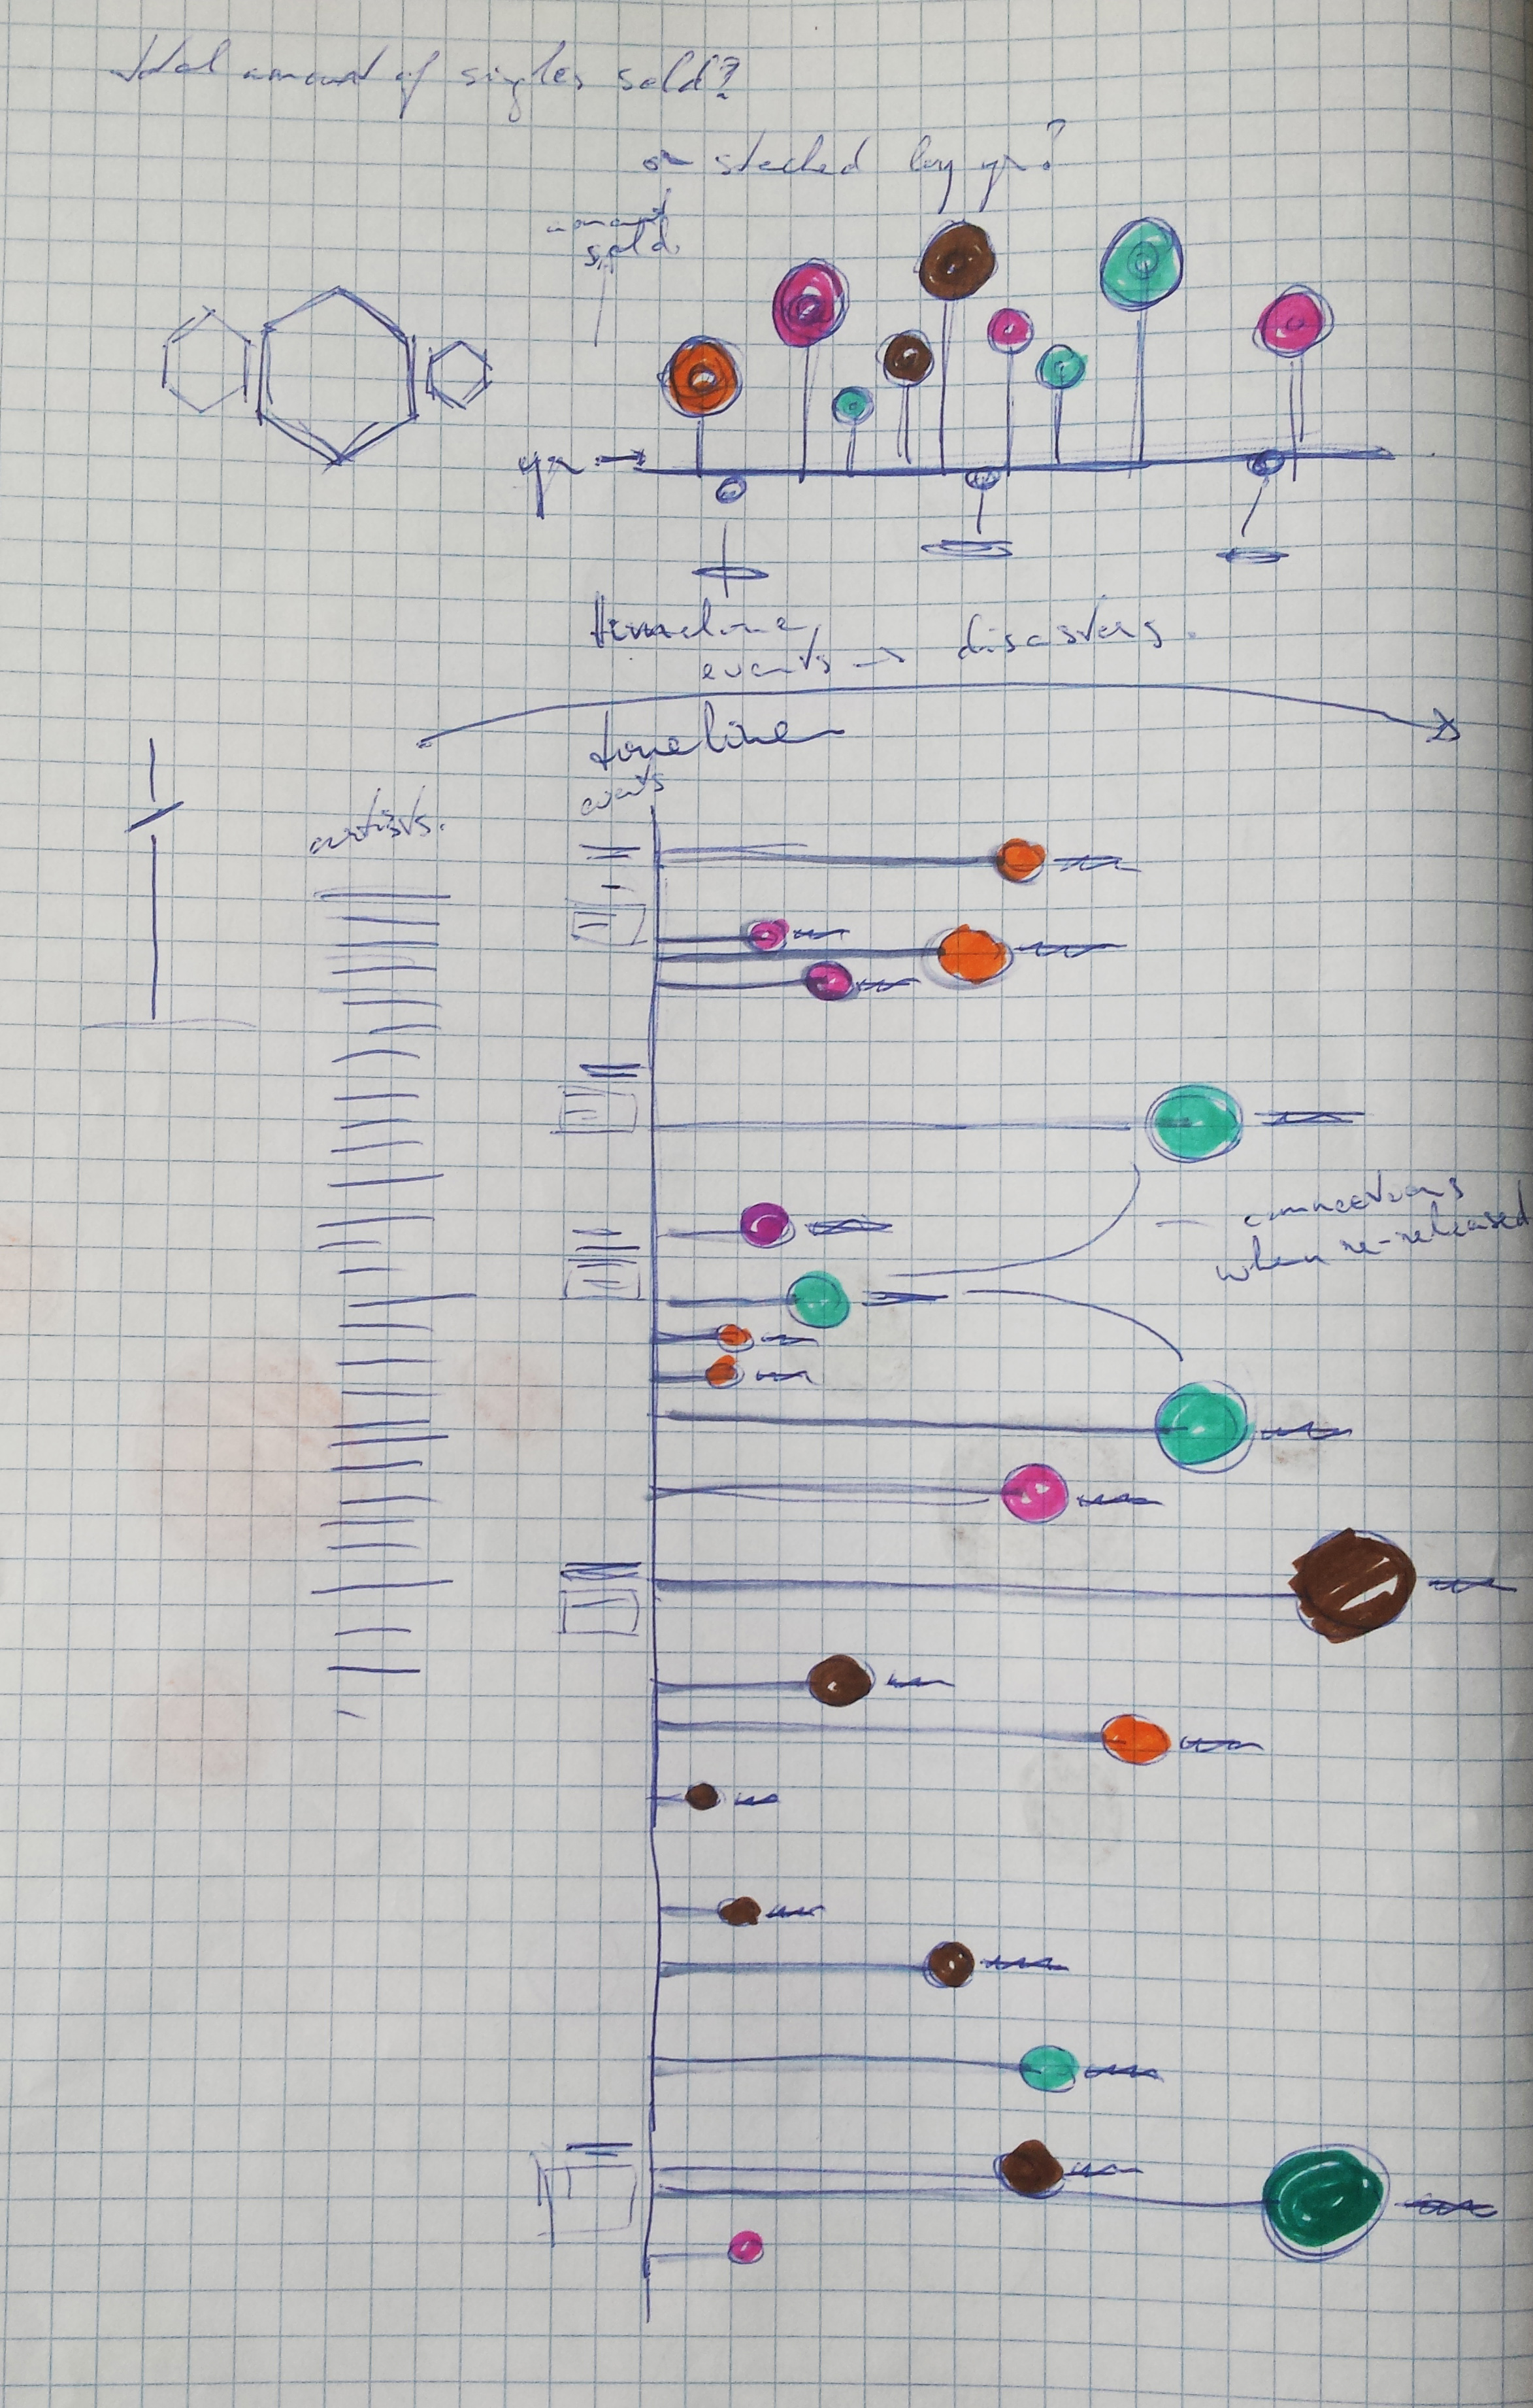 total amount of singles sold?
or stacked by yr?
amount
sold
yr →
timeline,
events → disasters.
timeline
events
artists.
connections
when re-released